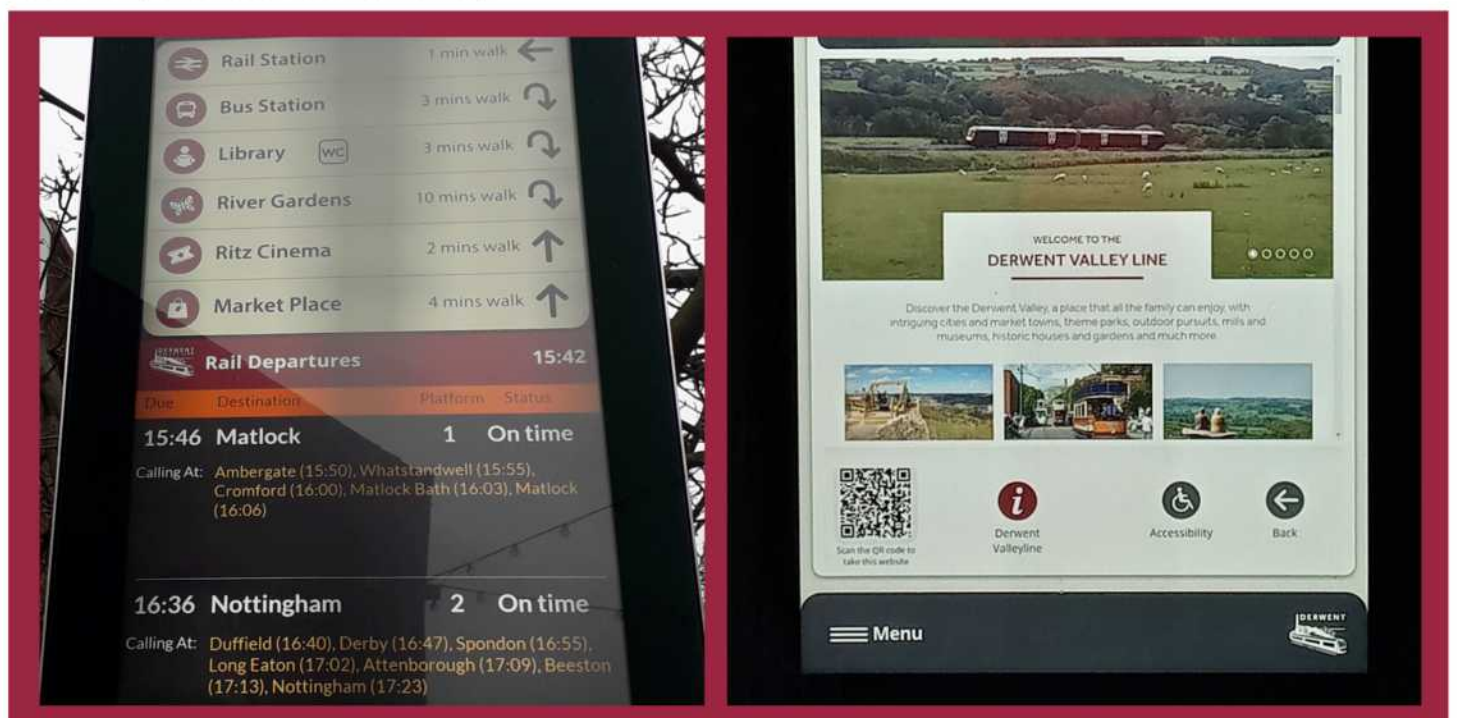 Rail Station 1 min walk
Bus Station 3 mins walk
Library WC 3 mins walk
River Gardens 10 mins walk
Ritz Cinema 2 mins walk
Market Place 4 mins walk
DERWENT
Rail Departures 15:42
Due Destination Platform Status
15:46 Matlock 1 On time
Calling At: Ambergate (15:50), Whatstandwell (15:55),
Cromford (16:00), Matlock Bath (16:03), Matlock
(16:06)
16:36 Nottingham 2 On time
Calling At: Duffield (16:40), Derby (16:47), Spondon (16:55),
Long Eaton (17:02), Attenborough (17:09), Beeston
(17:13), Nottingham (17:23)
WELCOME TO THE
DERWENT VALLEY LINE
Discover the Derwent Valley, a place that all the family can enjoy, with
intriguing cities and market towns, theme parks, outdoor pursuits, mills and
museums, historic houses and gardens and much more.
Scan the QR code to
take this website
i
Derwent
Valleyline
Accessibility
Back
Menu
DERWENT